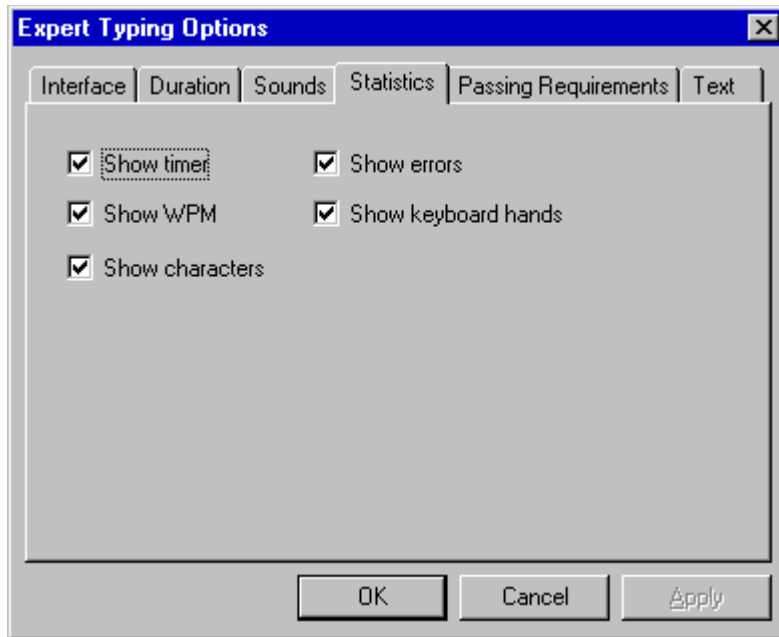 Expert Typing Options
Interface Duration Sounds Statistics Passing Requirements Text
Show timer Show errors
Show WPM Show keyboard hands
Show characters
OK Cancel Apply